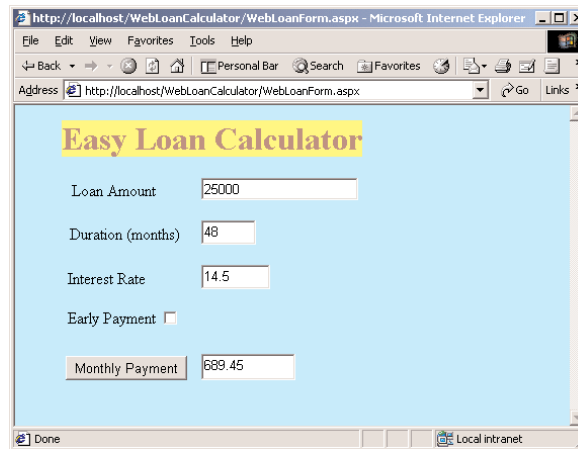 http://localhost/WebLoanCalculator/WebLoanForm.aspx - Microsoft Internet Explorer
File Edit View Favorites Tools Help
Back Personal Bar Search Favorites
Address http://localhost/WebLoanCalculator/WebLoanForm.aspx Go Links
Easy Loan Calculator
Loan Amount 25000
Duration (months) 48
Interest Rate 14.5
Early Payment
Monthly Payment 689.45
Done Local intranet